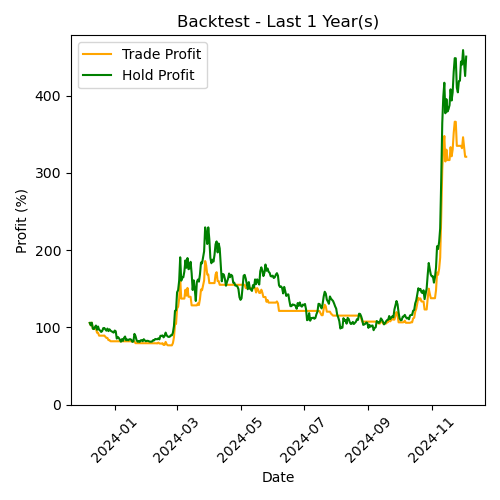 Backtest - Last 1 Year(s)
Trade Profit
Hold Profit
Profit (%)
400
300
200
100
0
2024-01
2024-03
2024-05
2024-07
2024-09
2024-11
Date